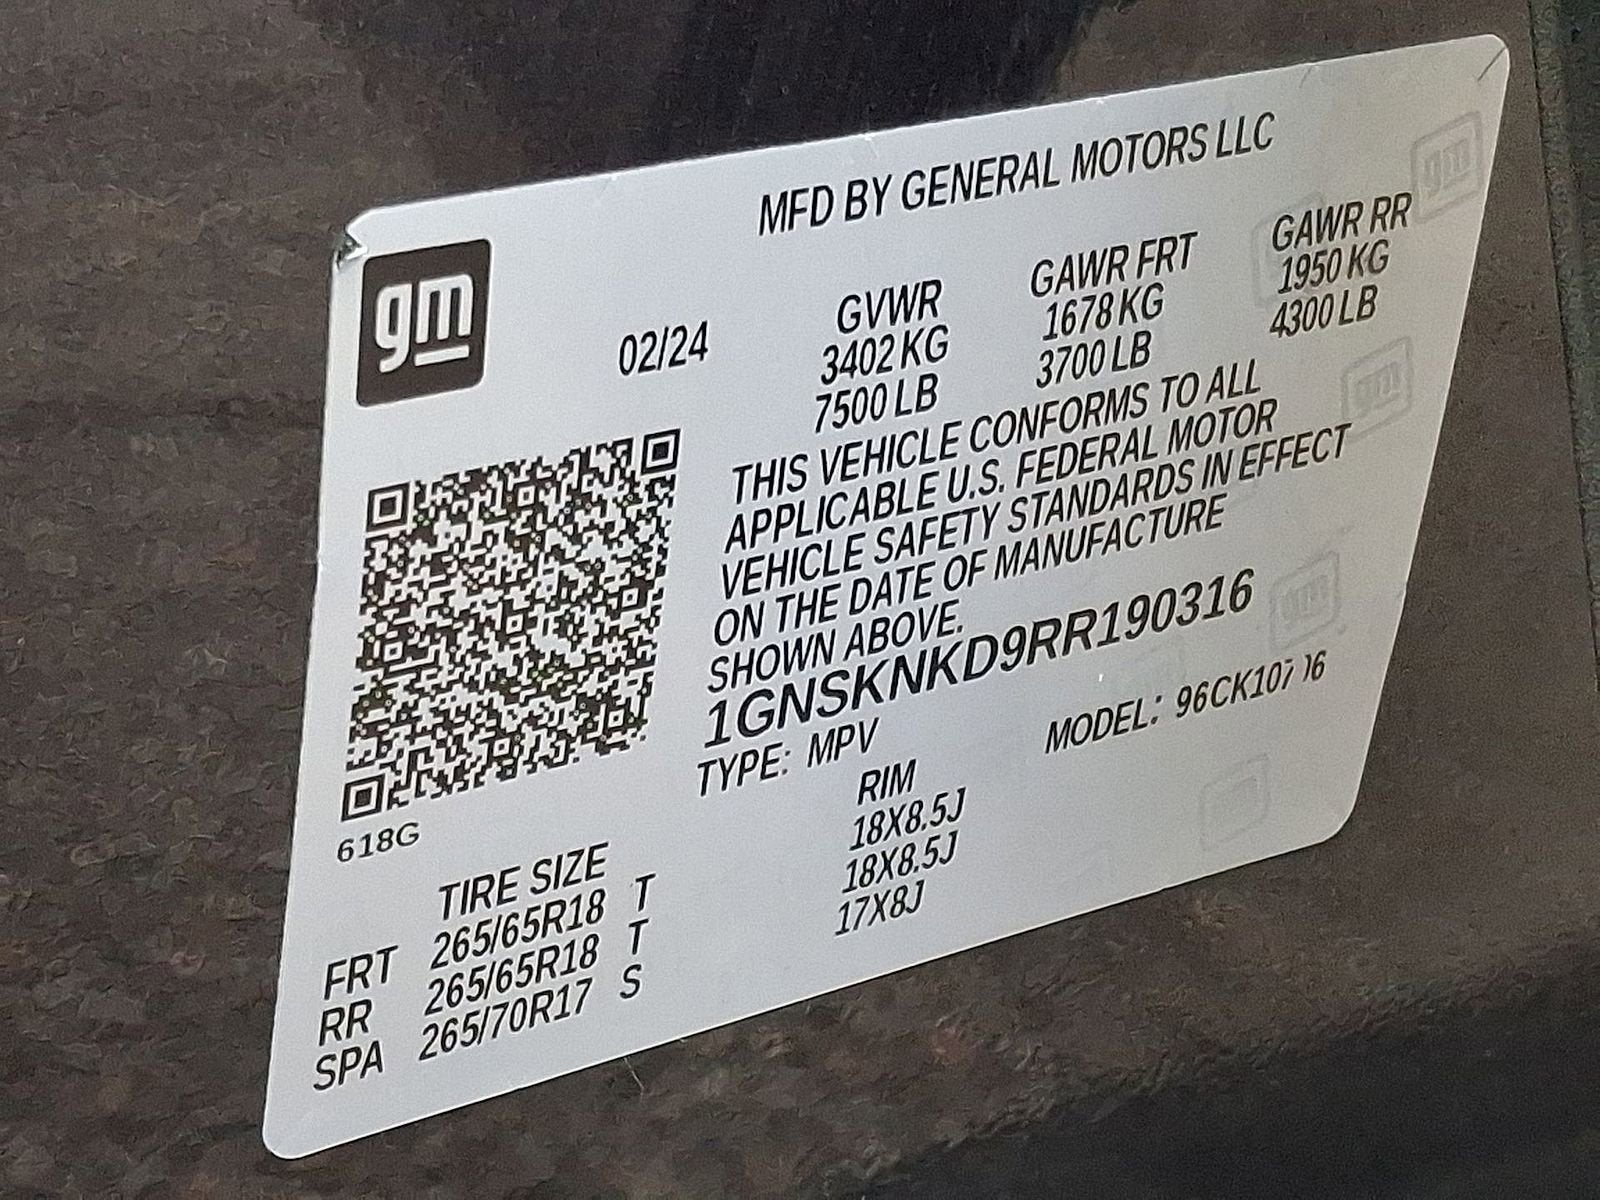 MFD BY GENERAL MOTORS LLC
gm
02/24
GVWR GAWR FRT GAWR RR
3402 KG 1678 KG 1950 KG
7500 LB 3700 LB 4300 LB
THIS VEHICLE CONFORMS TO ALL
APPLICABLE U.S. FEDERAL MOTOR
VEHICLE SAFETY STANDARDS IN EFFECT
ON THE DATE OF MANUFACTURE
SHOWN ABOVE.
1GNSKNKD9RR190316
TYPE: MPV MODEL:
618G
TIRE SIZE RIM
FRT 265/65R18 T 18X8.5J
RR 265/65R18 T 18X8.5J
SPA 265/70R17 S 17X8J